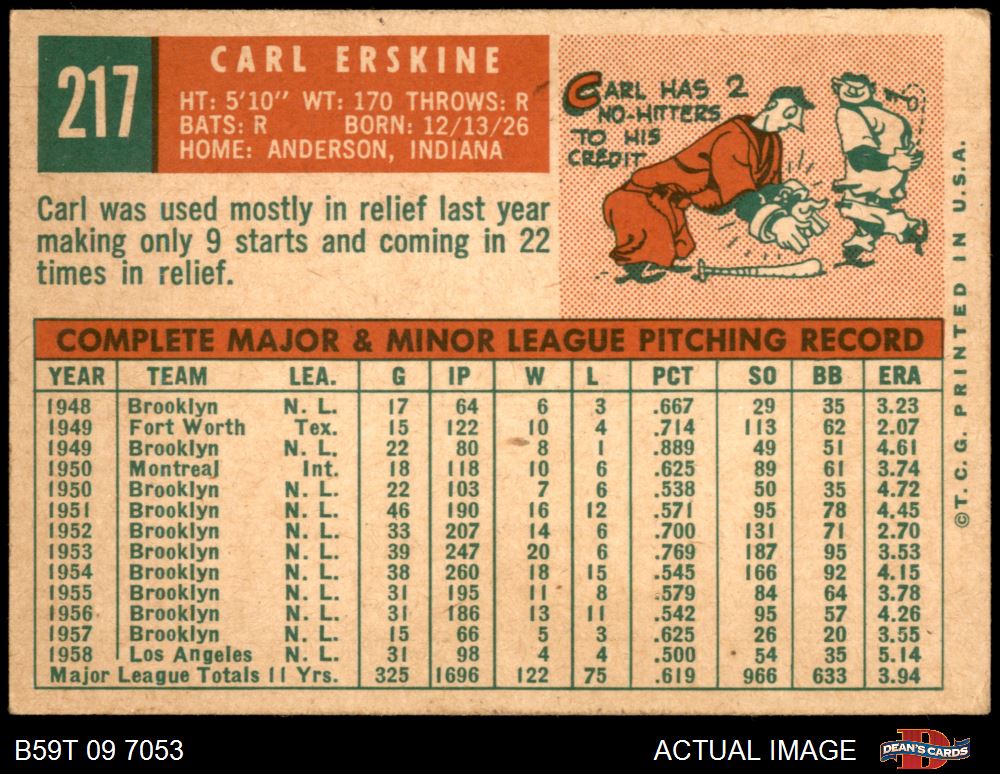 217
CARL ERSKINE
HT: 5'10" WT: 170 THROWS: R
BATS: R BORN: 12/13/26
HOME: ANDERSON, INDIANA
Carl was used mostly in relief last year
making only 9 starts and coming in 22
times in relief.
CARL HAS 2
NO-HITTERS
TO HIS
CREDIT
COMPLETE MAJOR & MINOR LEAGUE PITCHING RECORD
YEAR TEAM LEA. G IP W L PCT SO BB ERA
1948 Brooklyn N. L. 17 64 6 3 .667 29 35 3.23
1949 Fort Worth Tex. 15 122 10 4 .714 113 62 2.07
1949 Brooklyn N. L. 22 80 8 1 .889 49 51 4.61
1950 Montreal Int. 18 118 10 6 .625 89 61 3.74
1950 Brooklyn N. L. 22 103 7 6 .538 50 35 4.72
1951 Brooklyn N. L. 46 190 16 12 .571 95 78 4.45
1952 Brooklyn N. L. 33 207 14 6 .700 131 71 2.70
1953 Brooklyn N. L. 39 247 20 6 .769 187 95 3.53
1954 Brooklyn N. L. 38 260 18 15 .545 166 92 4.15
1955 Brooklyn N. L. 31 195 11 8 .579 84 64 3.78
1956 Brooklyn N. L. 31 186 13 11 .542 95 57 4.26
1957 Brooklyn N. L. 15 66 5 3 .625 26 20 3.55
1958 Los Angeles N. L. 31 98 4 4 .500 54 35 5.14
Major League Totals 11 Yrs. 325 1696 122 75 .619 966 633 3.94
©T. C. G. PRINTED IN U.S.A.
B59T 09 7053
ACTUAL IMAGE
DEAN'S CARDS